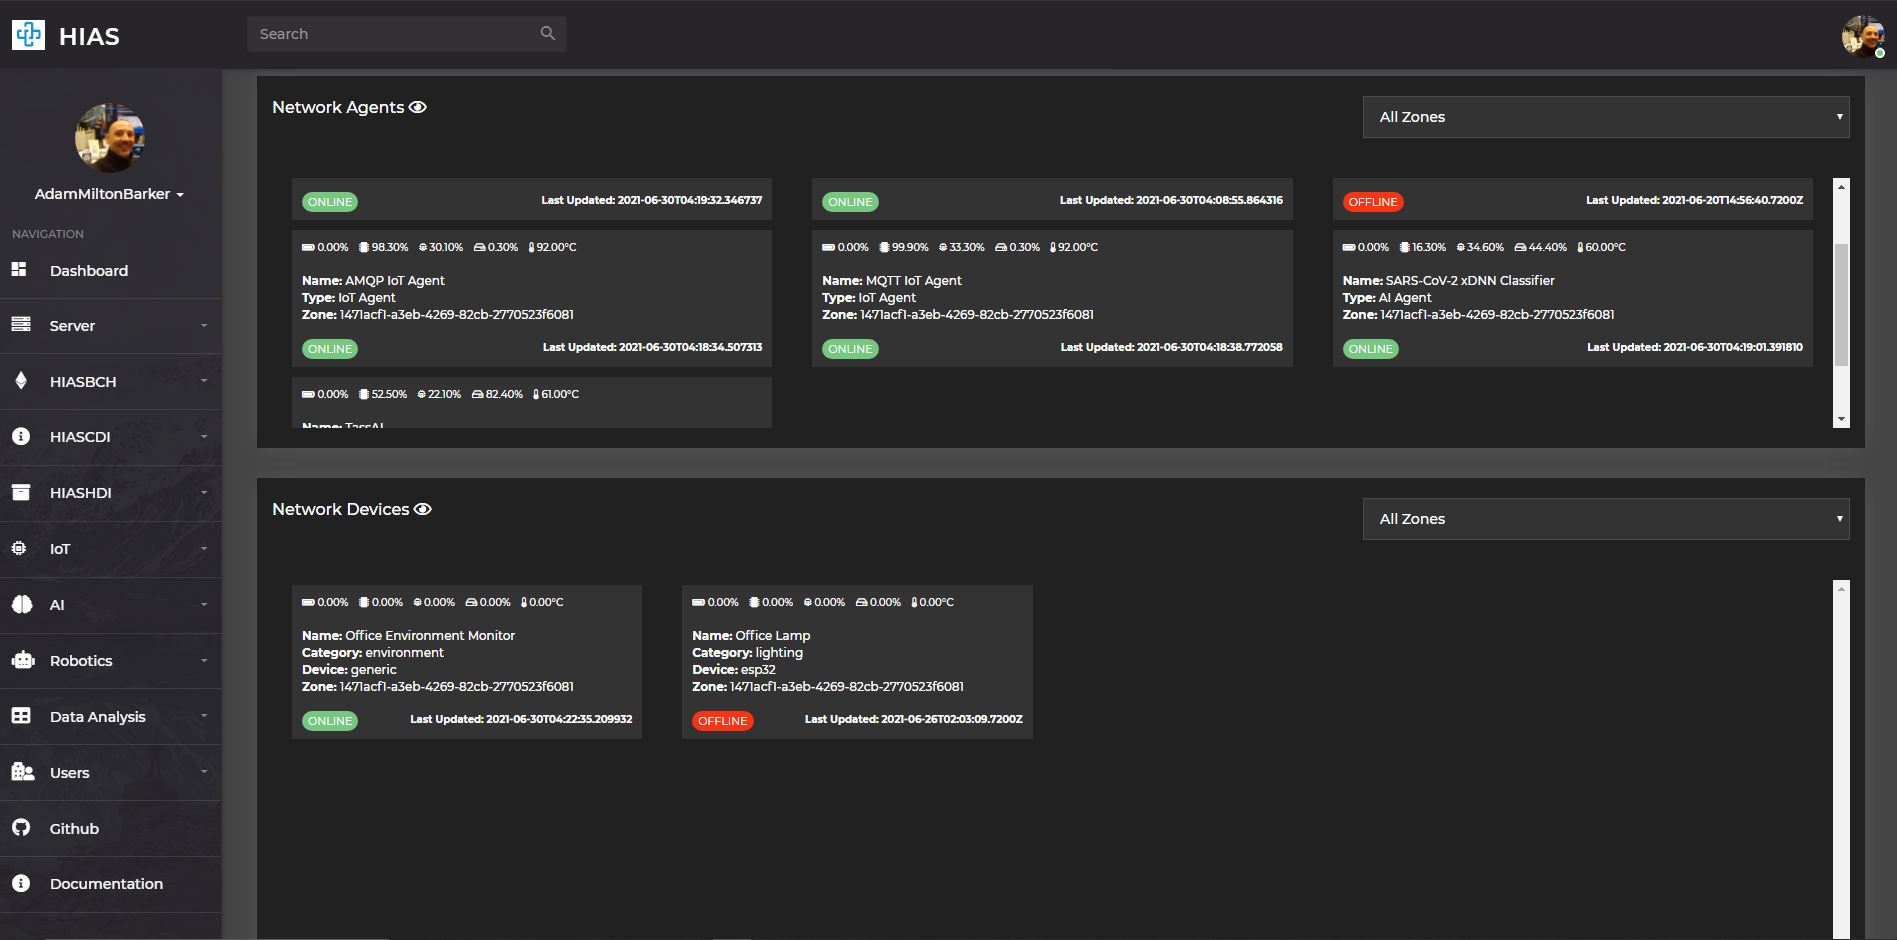 HIAS
Search
AdamMiltonBarker
NAVIGATION
Dashboard
Server
HIASBCH
HIASCDI
HIASHDI
IoT
AI
Robotics
Data Analysis
Users
Github
Documentation
Network Agents
All Zones
ONLINE Last Updated: 2021-06-30T04:19:32.346737
ONLINE Last Updated: 2021-06-30T04:08:55.864316
OFFLINE Last Updated: 2021-06-20T14:56:40.7200Z
0.00% 98.30% 30.10% 0.30% 92.00°C
Name: AMQP IoT Agent
Type: IoT Agent
Zone: 1471acf1-a3eb-4269-82cb-2770523f6081
ONLINE Last Updated: 2021-06-30T04:18:34.507313
0.00% 99.90% 33.30% 0.30% 92.00°C
Name: MQTT IoT Agent
Type: IoT Agent
Zone: 1471acf1-a3eb-4269-82cb-2770523f6081
ONLINE Last Updated: 2021-06-30T04:18:38.772058
0.00% 16.30% 34.60% 44.40% 60.00°C
Name: SARS-CoV-2 xDNN Classifier
Type: AI Agent
Zone: 1471acf1-a3eb-4269-82cb-2770523f6081
ONLINE Last Updated: 2021-06-30T04:19:01.391810
0.00% 52.50% 22.10% 82.40% 61.00°C
Name: TassAI
Network Devices
All Zones
0.00% 0.00% 0.00% 0.00% 0.00°C
Name: Office Environment Monitor
Category: environment
Device: generic
Zone: 1471acf1-a3eb-4269-82cb-2770523f6081
ONLINE Last Updated: 2021-06-30T04:22:35.209932
0.00% 0.00% 0.00% 0.00% 0.00°C
Name: Office Lamp
Category: lighting
Device: esp32
Zone: 1471acf1-a3eb-4269-82cb-2770523f6081
OFFLINE Last Updated: 2021-06-26T02:03:09.7200Z